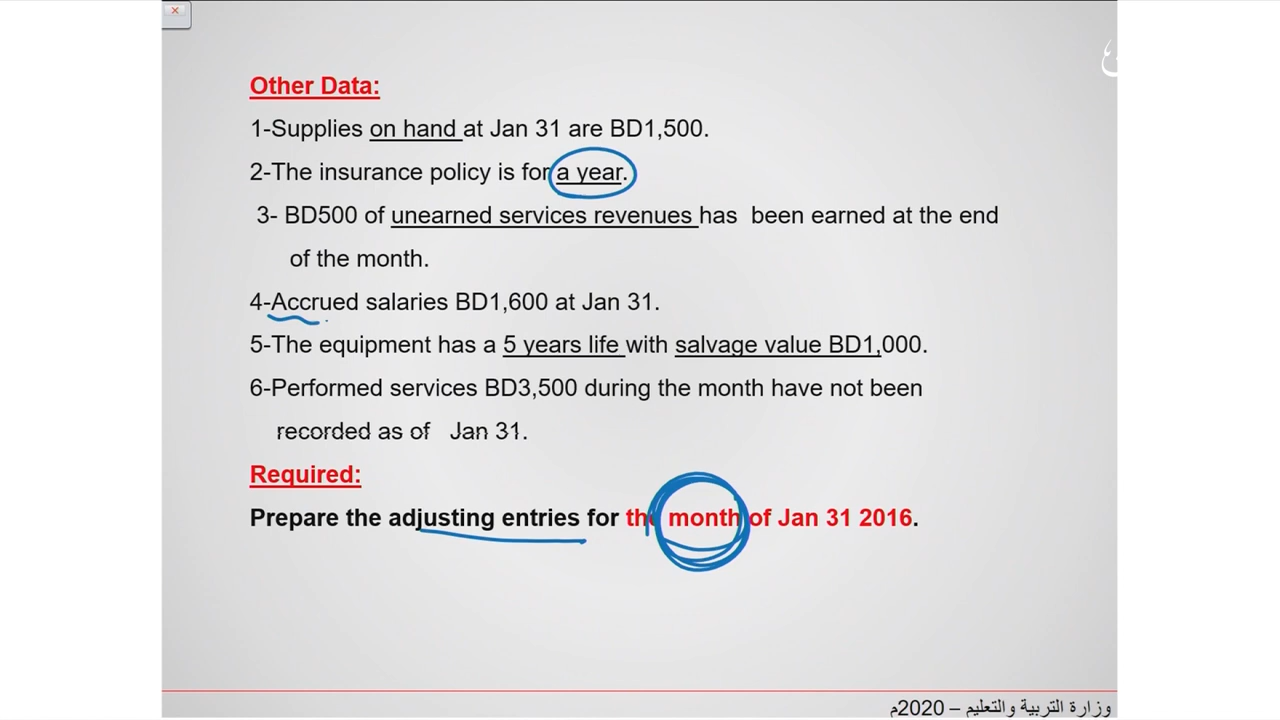 Other Data:
1-Supplies on hand at Jan 31 are BD1,500.
2-The insurance policy is for a year.
3- BD500 of unearned services revenues has been earned at the end
of the month.
4-Accrued salaries BD1,600 at Jan 31.
5-The equipment has a 5 years life with salvage value BD1,000.
6-Performed services BD3,500 during the month have not been
recorded as of Jan 31.
Required:
Prepare the adjusting entries for the month of Jan 31 2016.
وزارة التربية والتعليم – 2020م